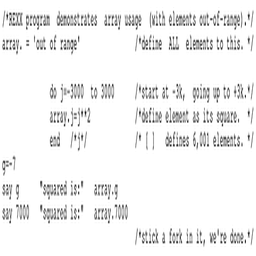 /*REXX program demonstrates array usage (with elements out-of-range).*/
array. = 'out of range' /*define ALL elements to this. */
do j=-3000 to 3000 /*start at -3k, going up to +3k.*/
array.j=j**2 /*define element as its square. */
end /*j*/ /* [ ] defines 6,001 elements. */
g=-7
say g "squared is:" array.g
say 7000 "squared is:" array.7000
/*stick a fork in it, we're done.*/